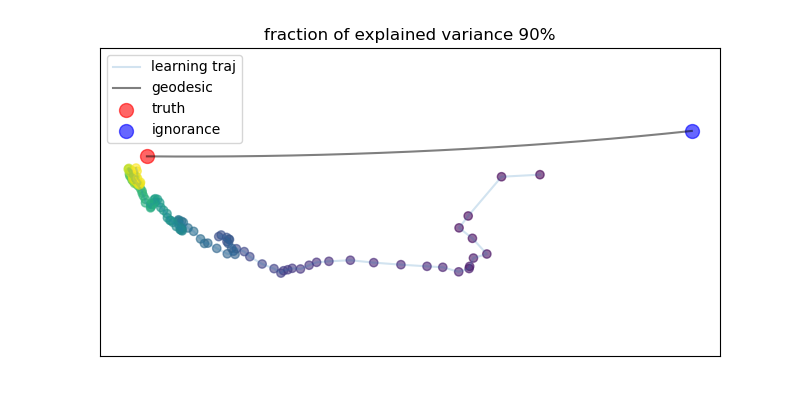 fraction of explained variance 90%
learning traj
geodesic
truth
ignorance